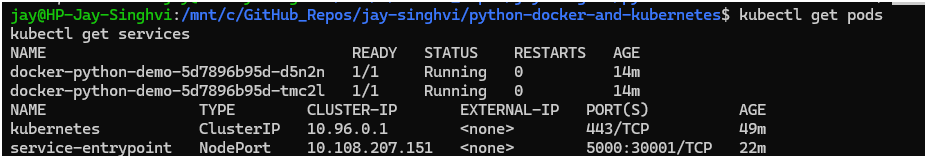 jay@HP-Jay-Singhvi:/mnt/c/GitHub_Repos/jay-singhvi/python-docker-and-kubernetes$ kubectl get pods
kubectl get services
NAME READY STATUS RESTARTS AGE
docker-python-demo-5d7896b95d-d5n2n 1/1 Running 0 14m
docker-python-demo-5d7896b95d-tmc2l 1/1 Running 0 14m
NAME TYPE CLUSTER-IP EXTERNAL-IP PORT(S) AGE
kubernetes ClusterIP 10.96.0.1 <none> 443/TCP 49m
service-entrypoint NodePort 10.108.207.151 <none> 5000:30001/TCP 22m